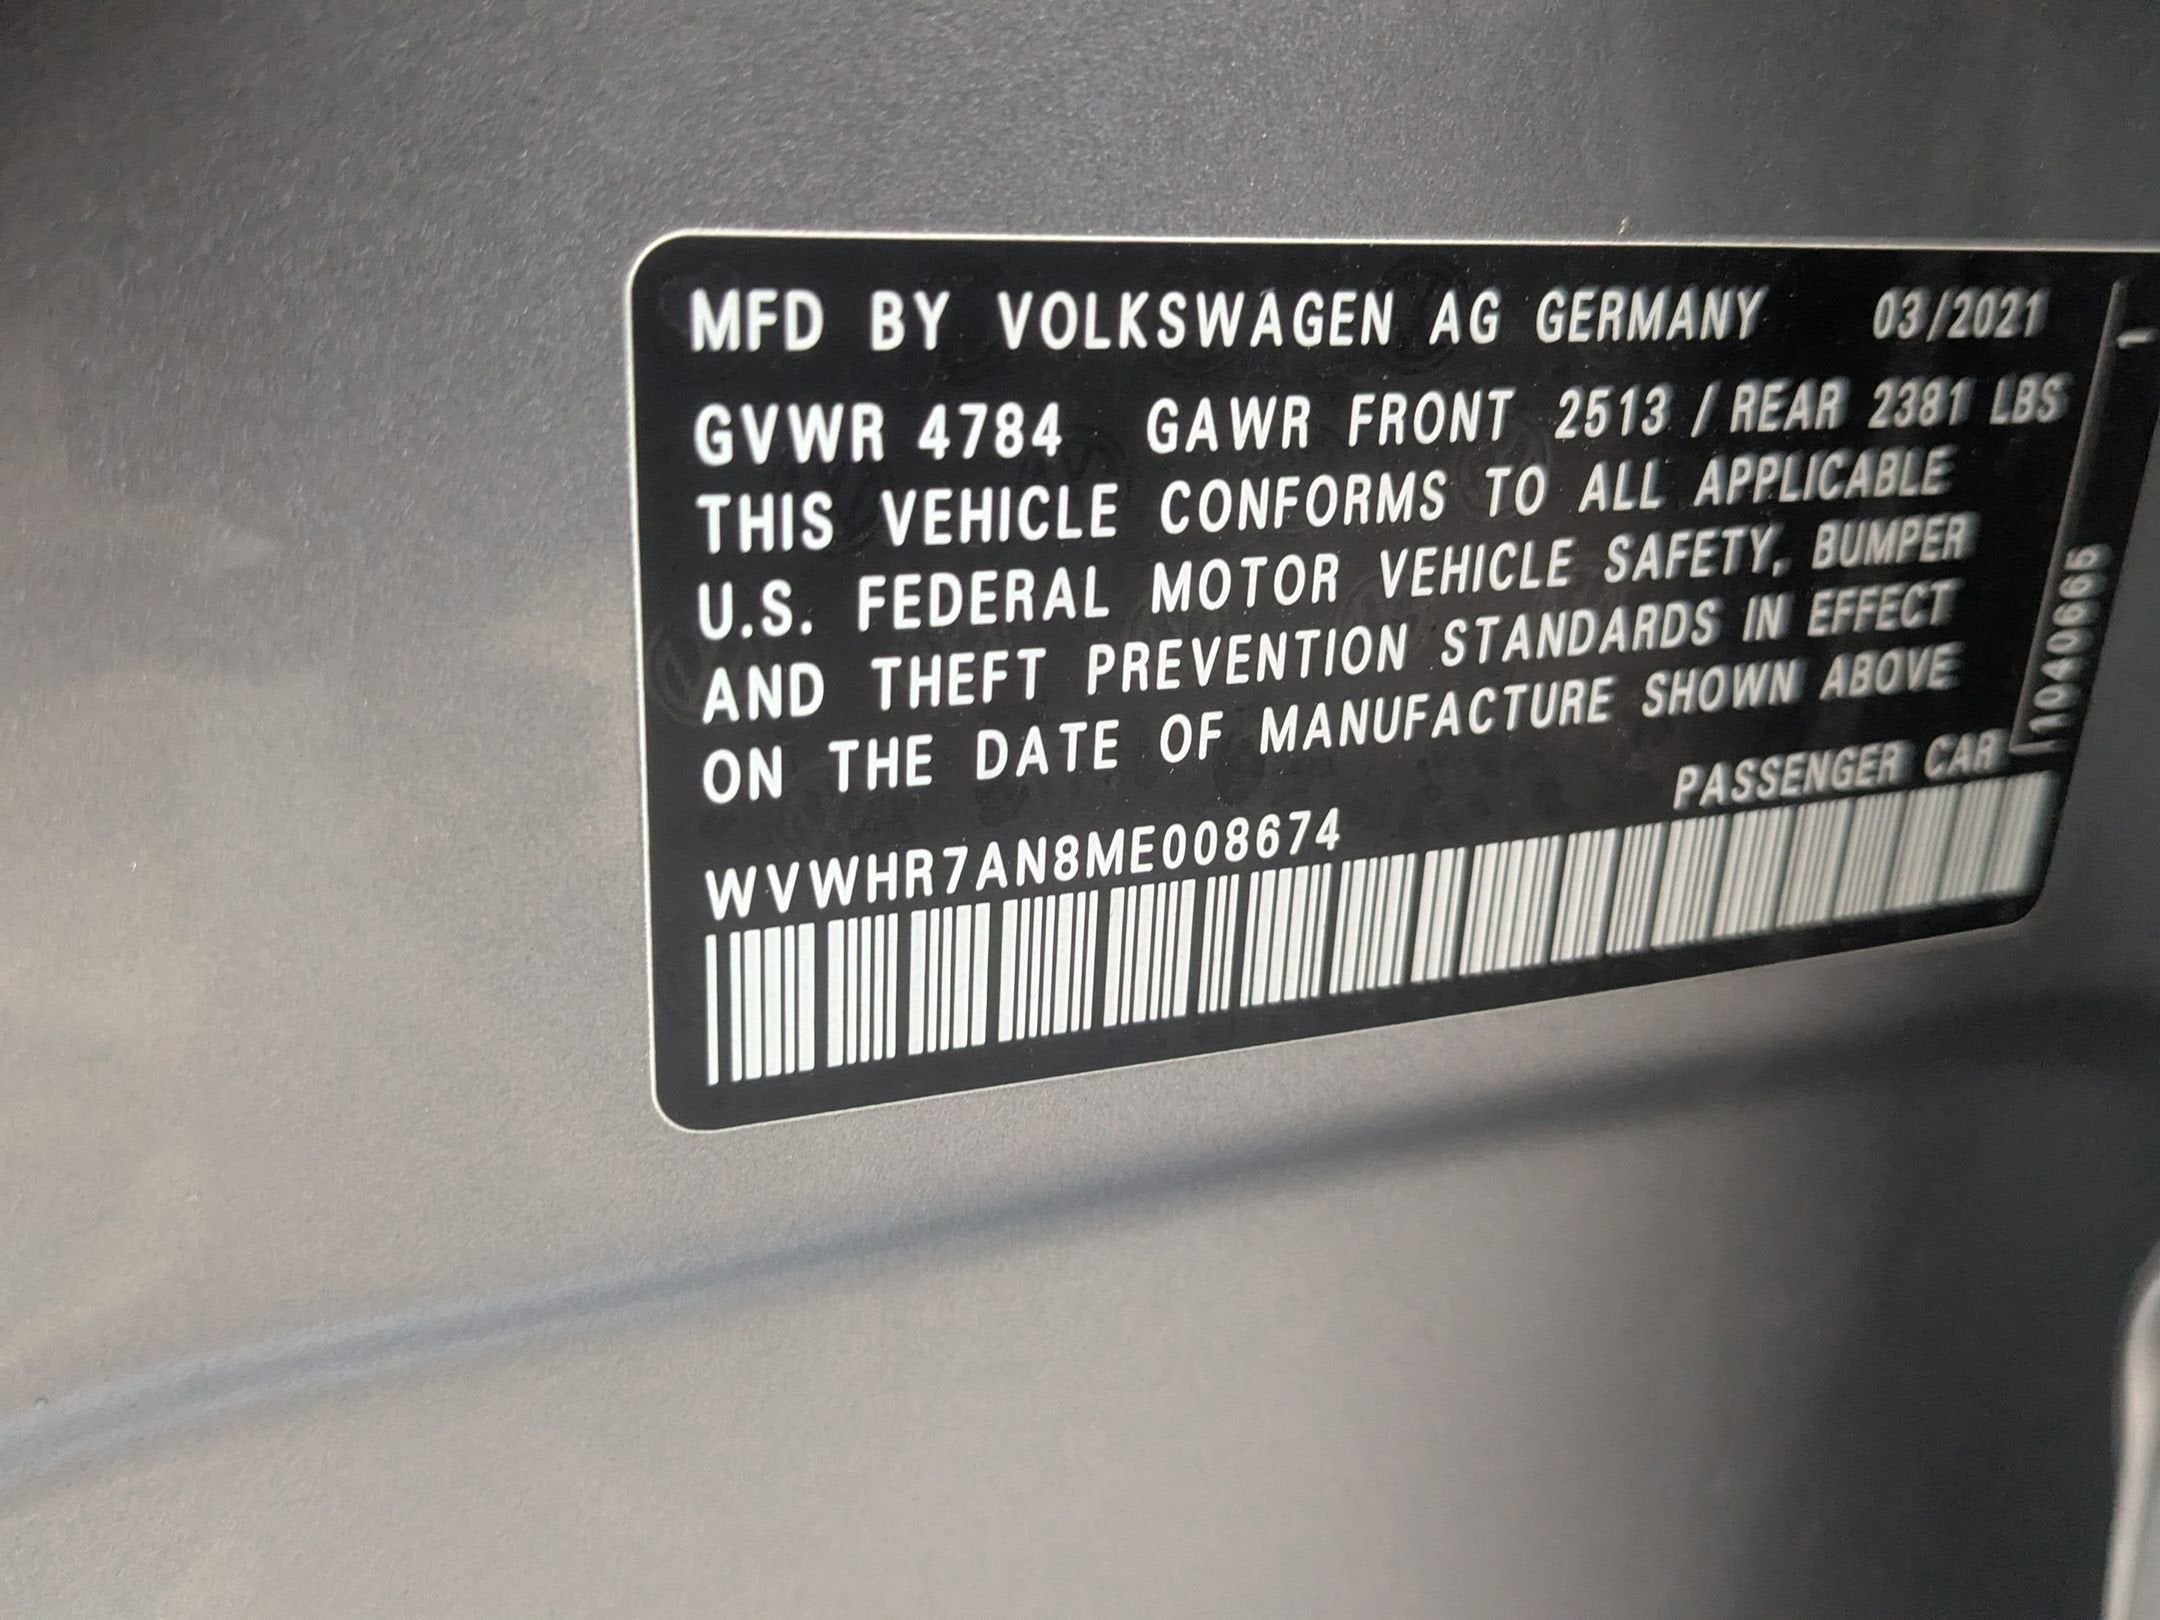 MFD BY VOLKSWAGEN AG GERMANY 03/2021
GVWR 4784 GAWR FRONT 2513 / REAR 2381 LBS
THIS VEHICLE CONFORMS TO ALL APPLICABLE
U.S. FEDERAL MOTOR VEHICLE SAFETY, BUMPER
AND THEFT PREVENTION STANDARDS IN EFFECT
ON THE DATE OF MANUFACTURE SHOWN ABOVE
PASSENGER CAR
WVWHR7AN8ME008674
1040665
1